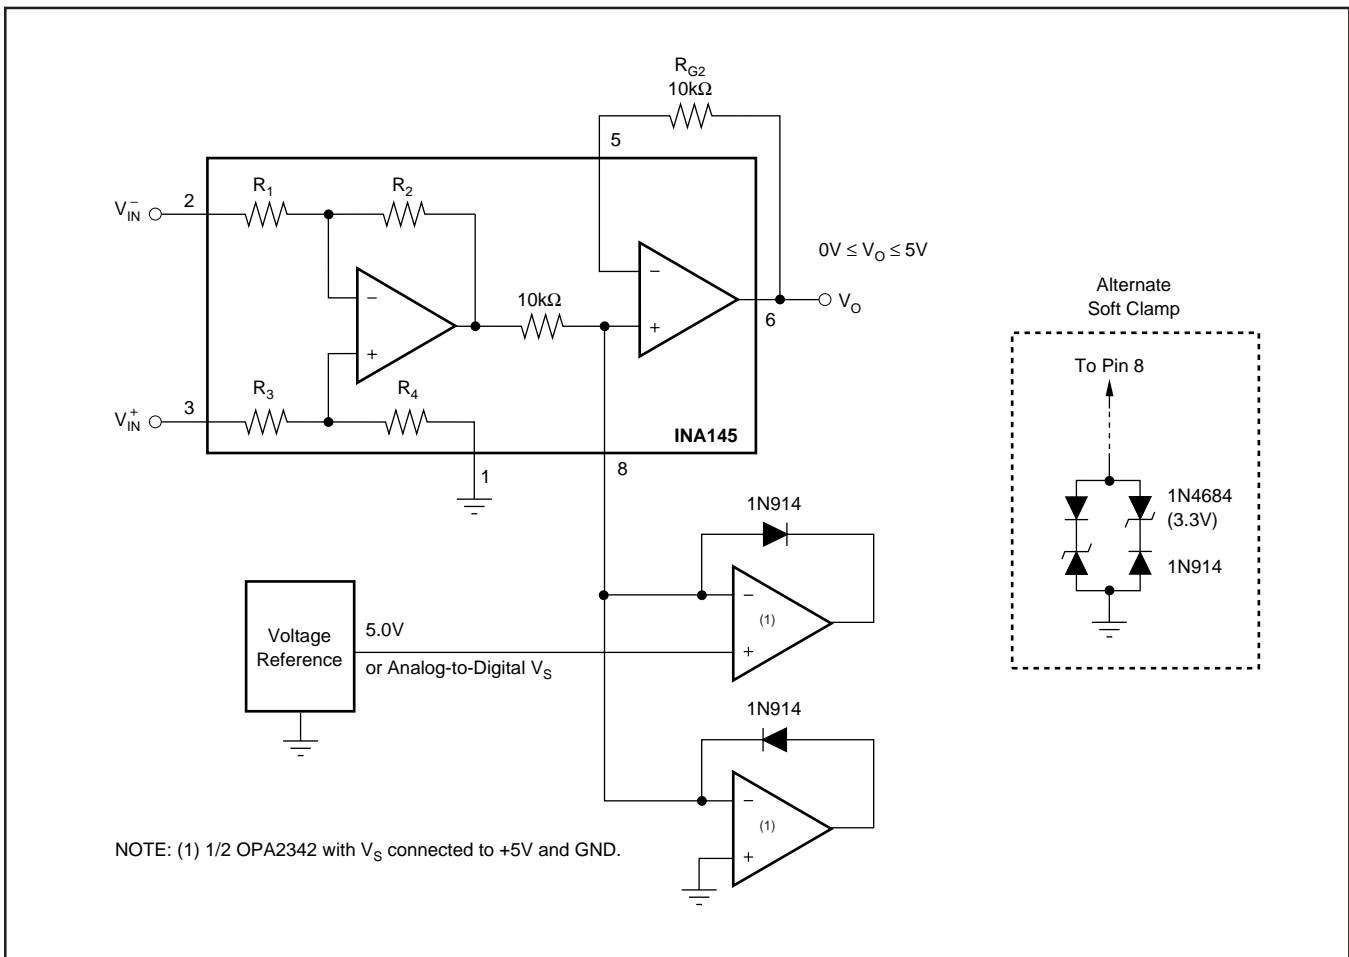 R_G2
10kΩ
5
R_1
R_2
V_IN^−
2
−
+
10kΩ
−
+
0V ≤ V_O ≤ 5V
6
V_O
R_3
R_4
V_IN^+
3
INA145
1
8
Alternate
Soft Clamp
To Pin 8
1N4684
(3.3V)
1N914
1N914
−
(1)
+
Voltage
Reference
5.0V
or Analog-to-Digital V_S
1N914
−
(1)
+
NOTE: (1) 1/2 OPA2342 with V_S connected to +5V and GND.